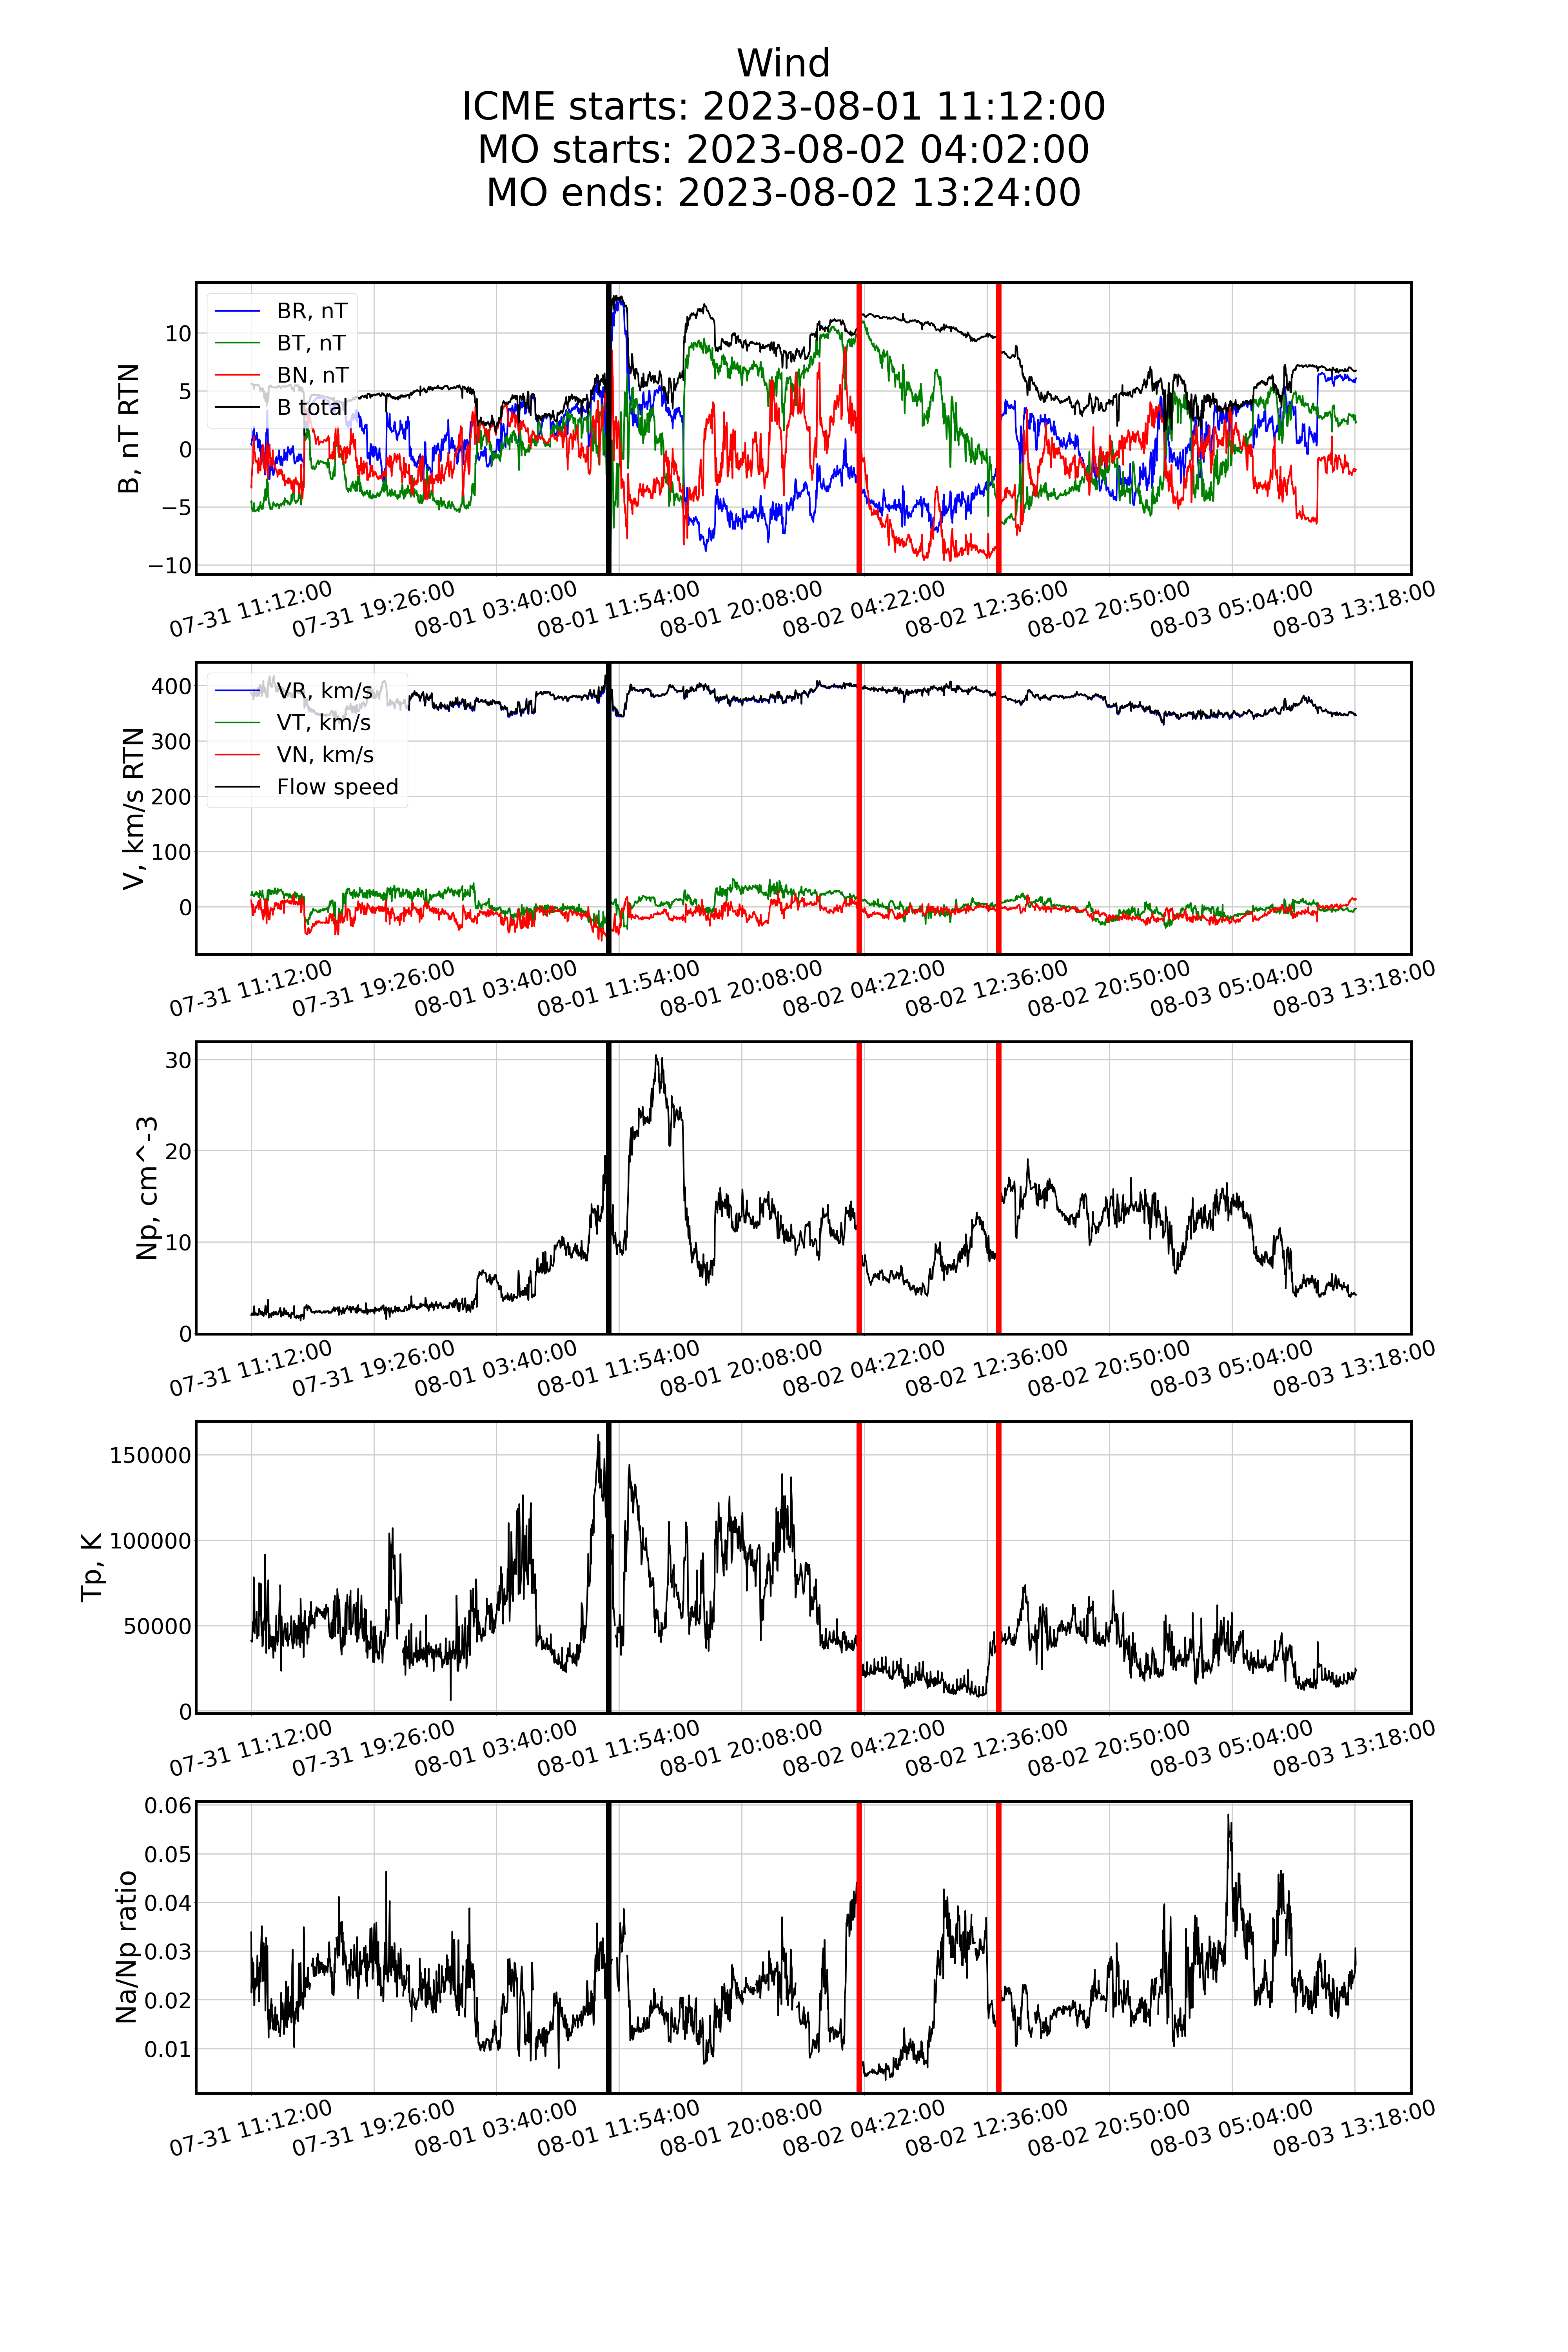 Wind
ICME starts: 2023-08-01 11:12:00
MO starts: 2023-08-02 04:02:00
MO ends: 2023-08-02 13:24:00
B, nT RTN
10
5
0
−5
−10
BR, nT
BT, nT
BN, nT
B total
07-31 11:12:00 07-31 19:26:00 08-01 03:40:00 08-01 11:54:00 08-01 20:08:00 08-02 04:22:00 08-02 12:36:00 08-02 20:50:00 08-03 05:04:00 08-03 13:18:00
V, km/s RTN
400
300
200
100
0
VR, km/s
VT, km/s
VN, km/s
Flow speed
07-31 11:12:00 07-31 19:26:00 08-01 03:40:00 08-01 11:54:00 08-01 20:08:00 08-02 04:22:00 08-02 12:36:00 08-02 20:50:00 08-03 05:04:00 08-03 13:18:00
Np, cm^-3
30
20
10
0
07-31 11:12:00 07-31 19:26:00 08-01 03:40:00 08-01 11:54:00 08-01 20:08:00 08-02 04:22:00 08-02 12:36:00 08-02 20:50:00 08-03 05:04:00 08-03 13:18:00
Tp, K
150000
100000
50000
0
07-31 11:12:00 07-31 19:26:00 08-01 03:40:00 08-01 11:54:00 08-01 20:08:00 08-02 04:22:00 08-02 12:36:00 08-02 20:50:00 08-03 05:04:00 08-03 13:18:00
Na/Np ratio
0.06
0.05
0.04
0.03
0.02
0.01
07-31 11:12:00 07-31 19:26:00 08-01 03:40:00 08-01 11:54:00 08-01 20:08:00 08-02 04:22:00 08-02 12:36:00 08-02 20:50:00 08-03 05:04:00 08-03 13:18:00